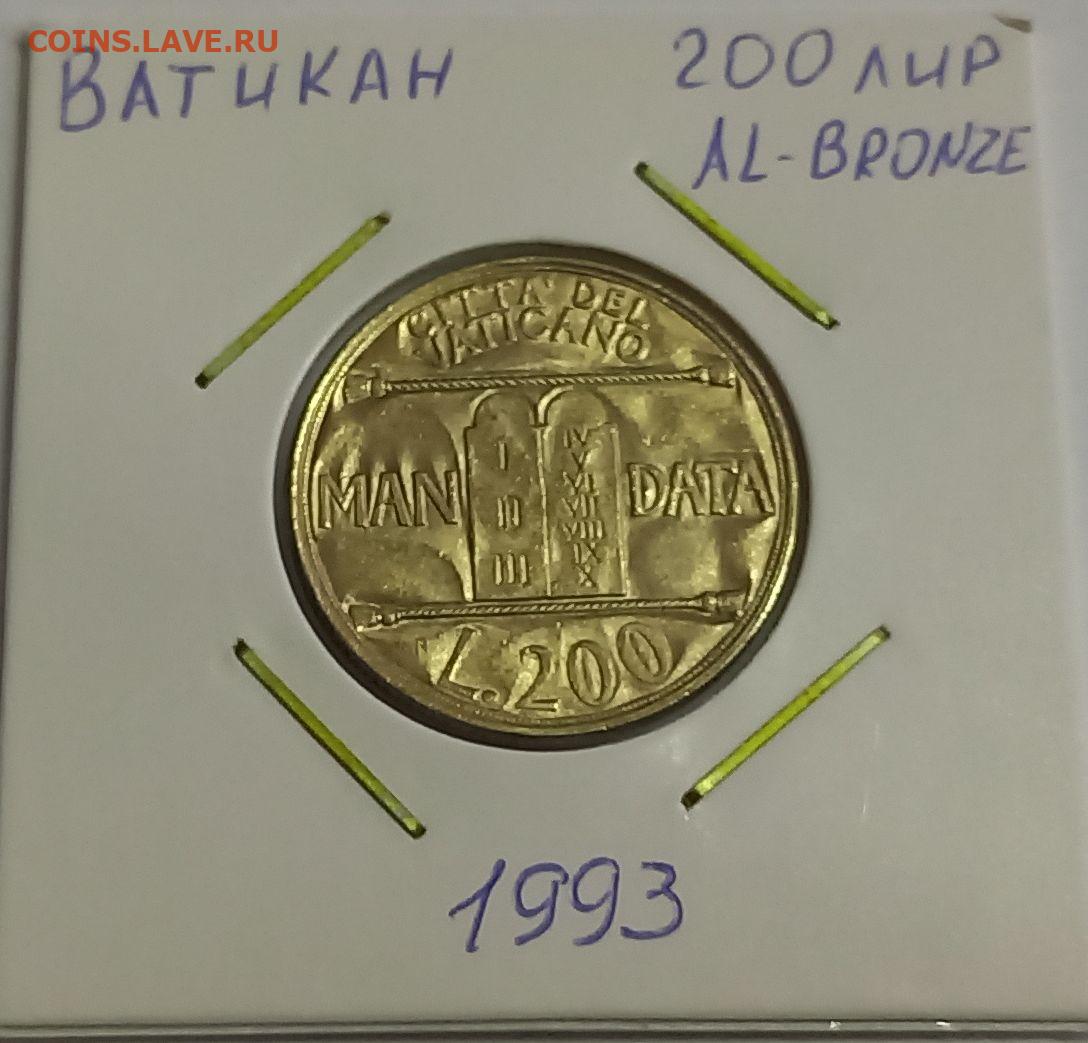 COINS.LAVE.RU
ВАТИКАН
200 ЛИР
AL-BRONZE
CITTA' DEL
VATICANO
MAN DATA
I
II
III
IV
V
VI
VII
VIII
IX
X
L.200
1993